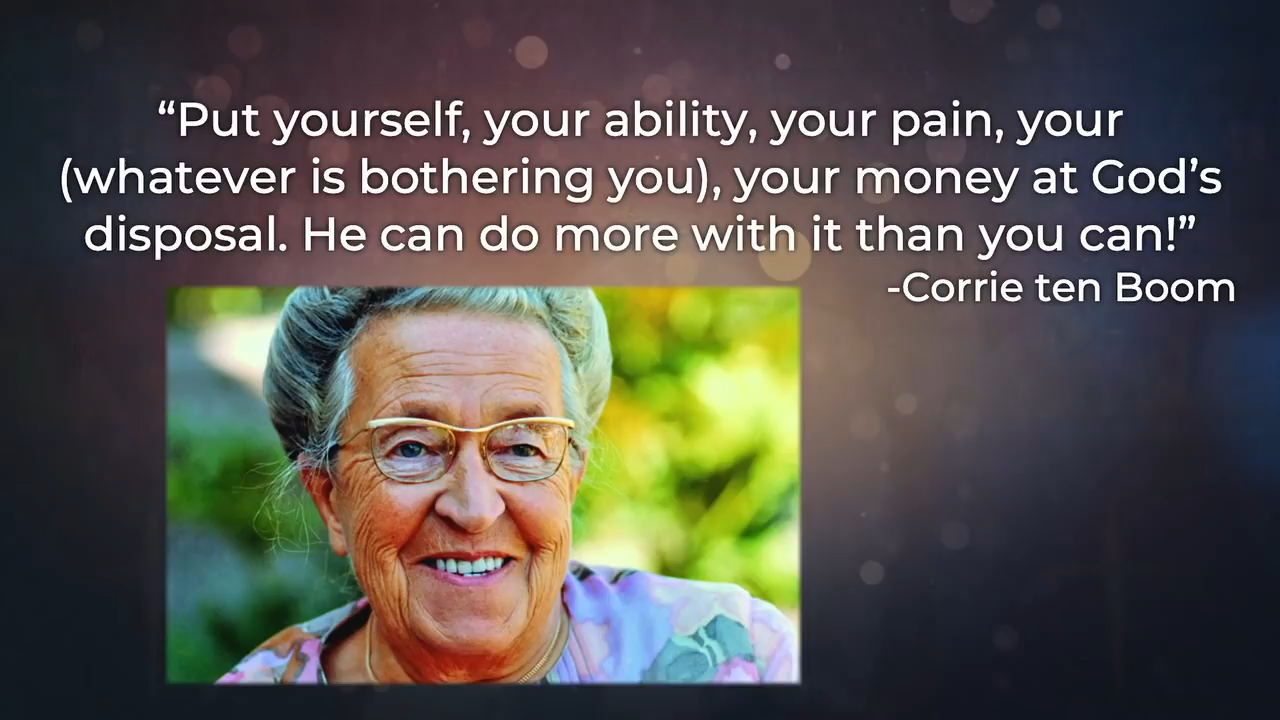 “Put yourself, your ability, your pain, your
(whatever is bothering you), your money at God’s
disposal. He can do more with it than you can!”
-Corrie ten Boom